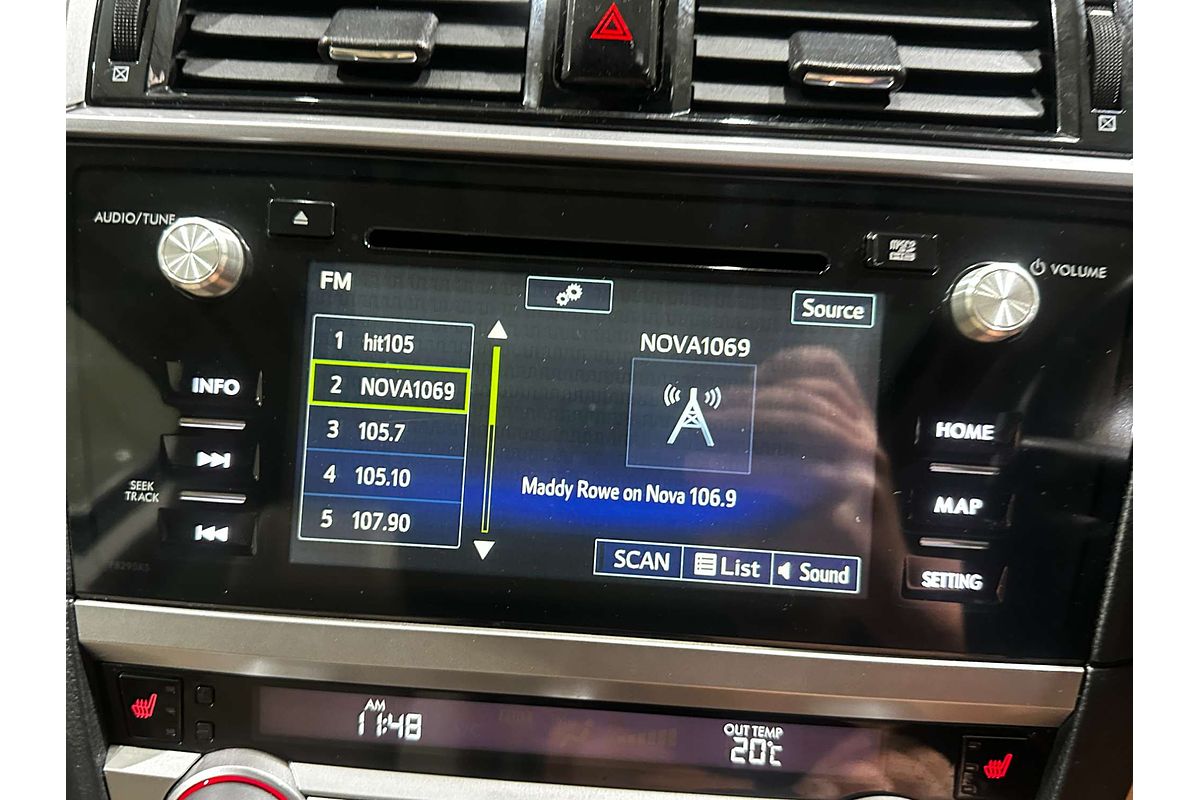 AUDIO/TUNE
micro
VOLUME
FM
Source
1 hit105
2 NOVA1069
3 105.7
4 105.10
5 107.90
NOVA1069
Maddy Rowe on Nova 106.9
SCAN
List
Sound
INFO
SEEK
TRACK
HOME
MAP
SETTING
AM
11:48
OUT TEMP
20°C